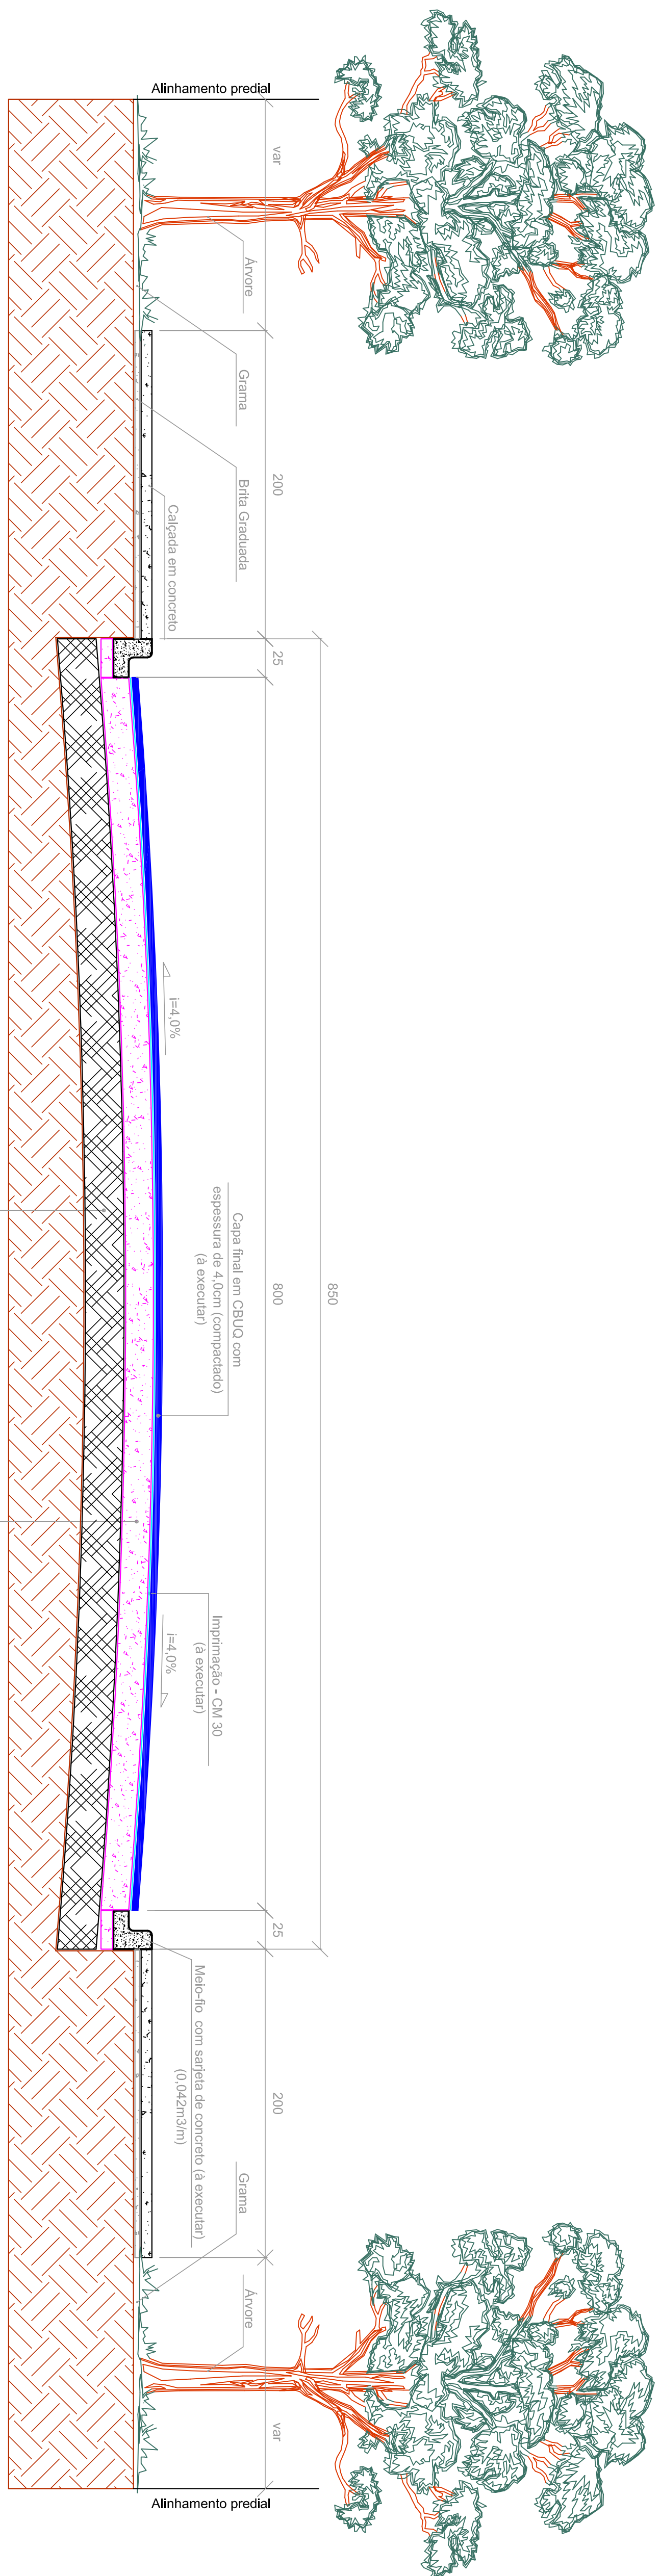 Alinhamento predial
var
Árvore
Grama
200
Brita Graduada
Calçada em concreto
25
850
800
i=4,0%
Capa final em CBUQ com
espessura de 4,0cm (compactado)
(à executar)
Imprimação - CM 30
(à executar)
i=4,0%
25
Meio-fio com sarjeta de concreto (à executar)
(0,042m3/m)
200
Grama
Árvore
var
Alinhamento predial